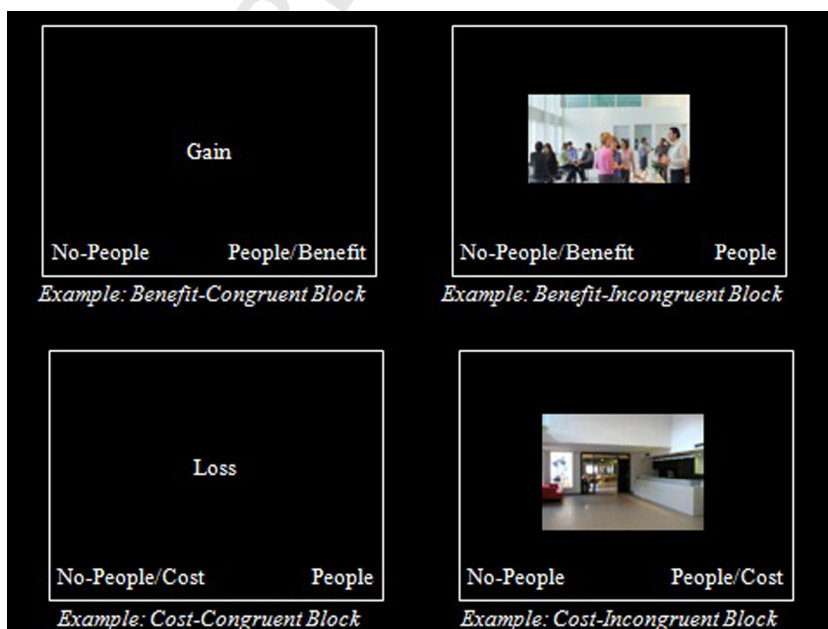 Gain
No-People People/Benefit
Example: Benefit-Congruent Block
No-People/Benefit People
Example: Benefit-Incongruent Block
Loss
No-People/Cost People
Example: Cost-Congruent Block
No-People People/Cost
Example: Cost-Incongruent Block